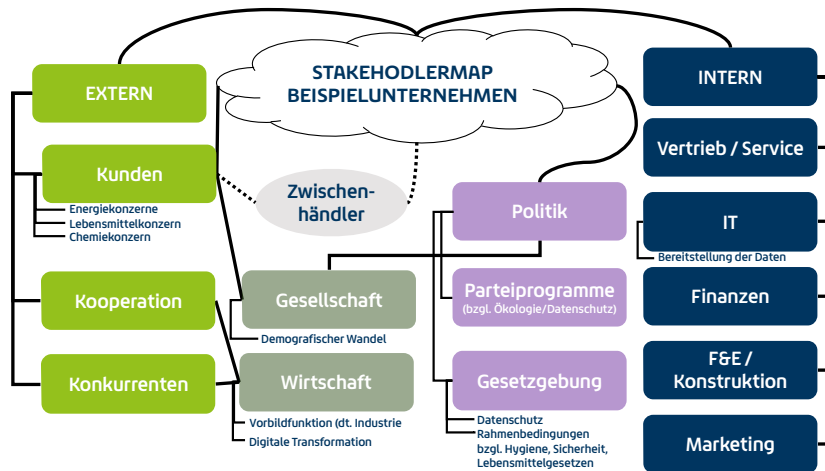 STAKEHODLERMAP
BEISPIELUNTERNEHMEN
EXTERN
Kunden
Energiekonzerne
Lebensmittelkonzern
Chemiekonzern
Kooperation
Konkurrenten
Zwischen-
händler
Gesellschaft
Demografischer Wandel
Wirtschaft
Vorbildfunktion (dt. Industrie
Digitale Transformation
Politik
Parteiprogramme
(bzgl. Ökologie/Datenschutz)
Gesetzgebung
Datenschutz
Rahmenbedingungen
bzgl. Hygiene, Sicherheit,
Lebensmittelgesetzen
INTERN
Vertrieb / Service
IT
Bereitstellung der Daten
Finanzen
F&E /
Konstruktion
Marketing